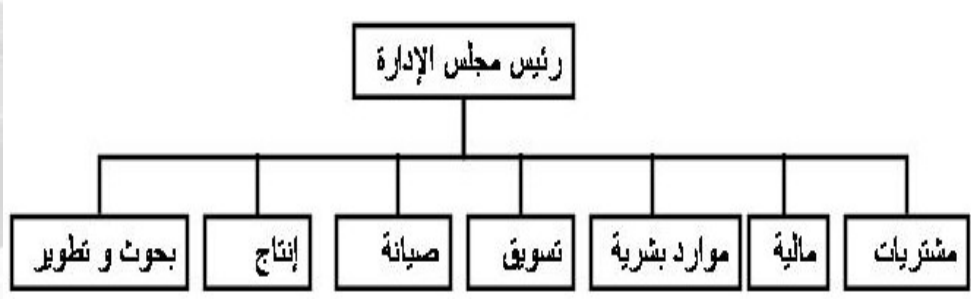 رئيس مجلس الإدارة
مشتريات
مالية
موارد بشرية
تسويق
صيانة
إنتاج
بحوث و تطوير